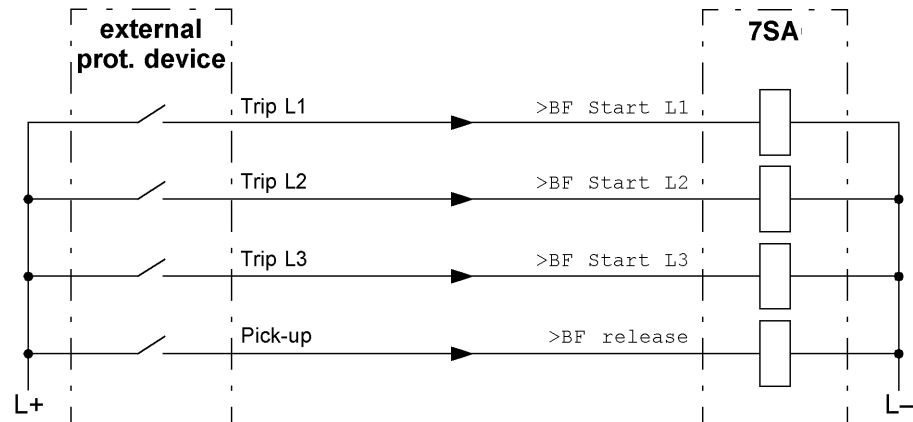 external
prot. device
7SA
Trip L1
>BF Start L1
Trip L2
>BF Start L2
Trip L3
>BF Start L3
Pick-up
>BF release
L+
L–